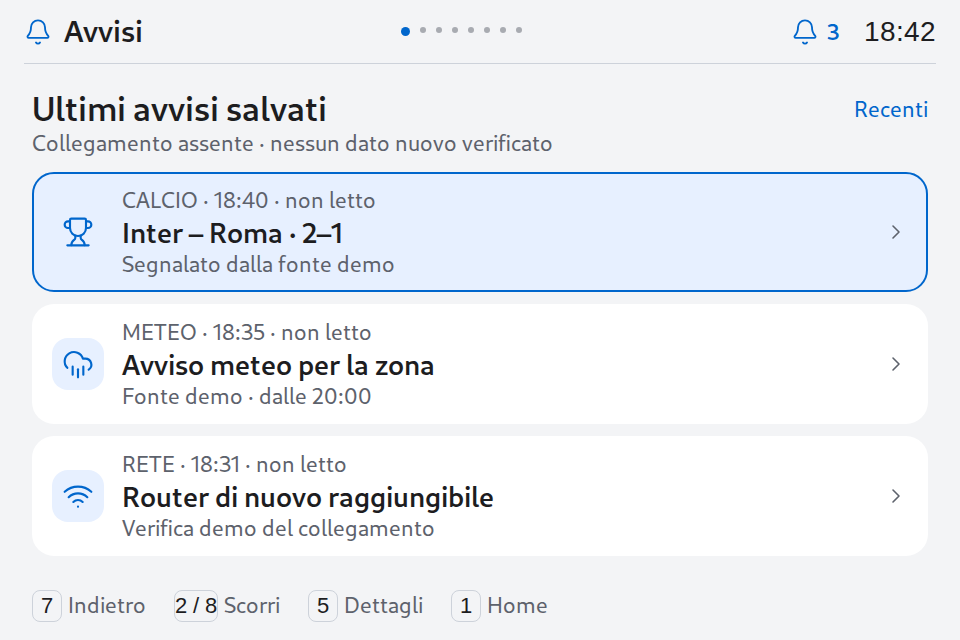 Avvisi
3
18:42
Ultimi avvisi salvati
Recenti
Collegamento assente · nessun dato nuovo verificato
CALCIO · 18:40 · non letto
Inter – Roma · 2–1
Segnalato dalla fonte demo
METEO · 18:35 · non letto
Avviso meteo per la zona
Fonte demo · dalle 20:00
RETE · 18:31 · non letto
Router di nuovo raggiungibile
Verifica demo del collegamento
7 Indietro 2 / 8 Scorri 5 Dettagli 1 Home